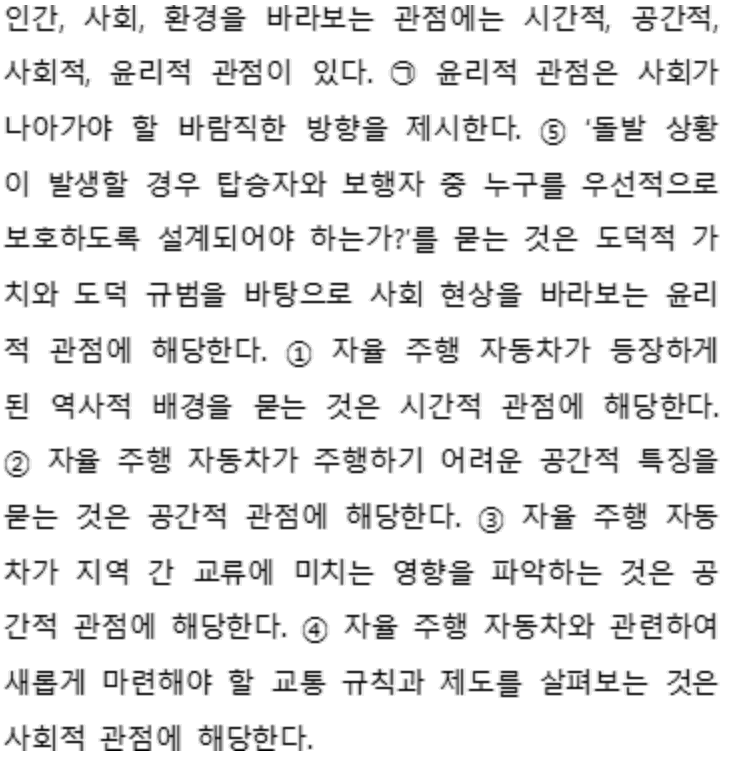 인간, 사회, 환경을 바라보는 관점에는 시간적, 공간적,
사회적, 윤리적 관점이 있다. ㉠ 윤리적 관점은 사회가
나아가야 할 바람직한 방향을 제시한다. ⑤ '돌발 상황
이 발생할 경우 탑승자와 보행자 중 누구를 우선적으로
보호하도록 설계되어야 하는가?'를 묻는 것은 도덕적 가
치와 도덕 규범을 바탕으로 사회 현상을 바라보는 윤리
적 관점에 해당한다. ① 자율 주행 자동차가 등장하게
된 역사적 배경을 묻는 것은 시간적 관점에 해당한다.
② 자율 주행 자동차가 주행하기 어려운 공간적 특징을
묻는 것은 공간적 관점에 해당한다. ③ 자율 주행 자동
차가 지역 간 교류에 미치는 영향을 파악하는 것은 공
간적 관점에 해당한다. ④ 자율 주행 자동차와 관련하여
새롭게 마련해야 할 교통 규칙과 제도를 살펴보는 것은
사회적 관점에 해당한다.